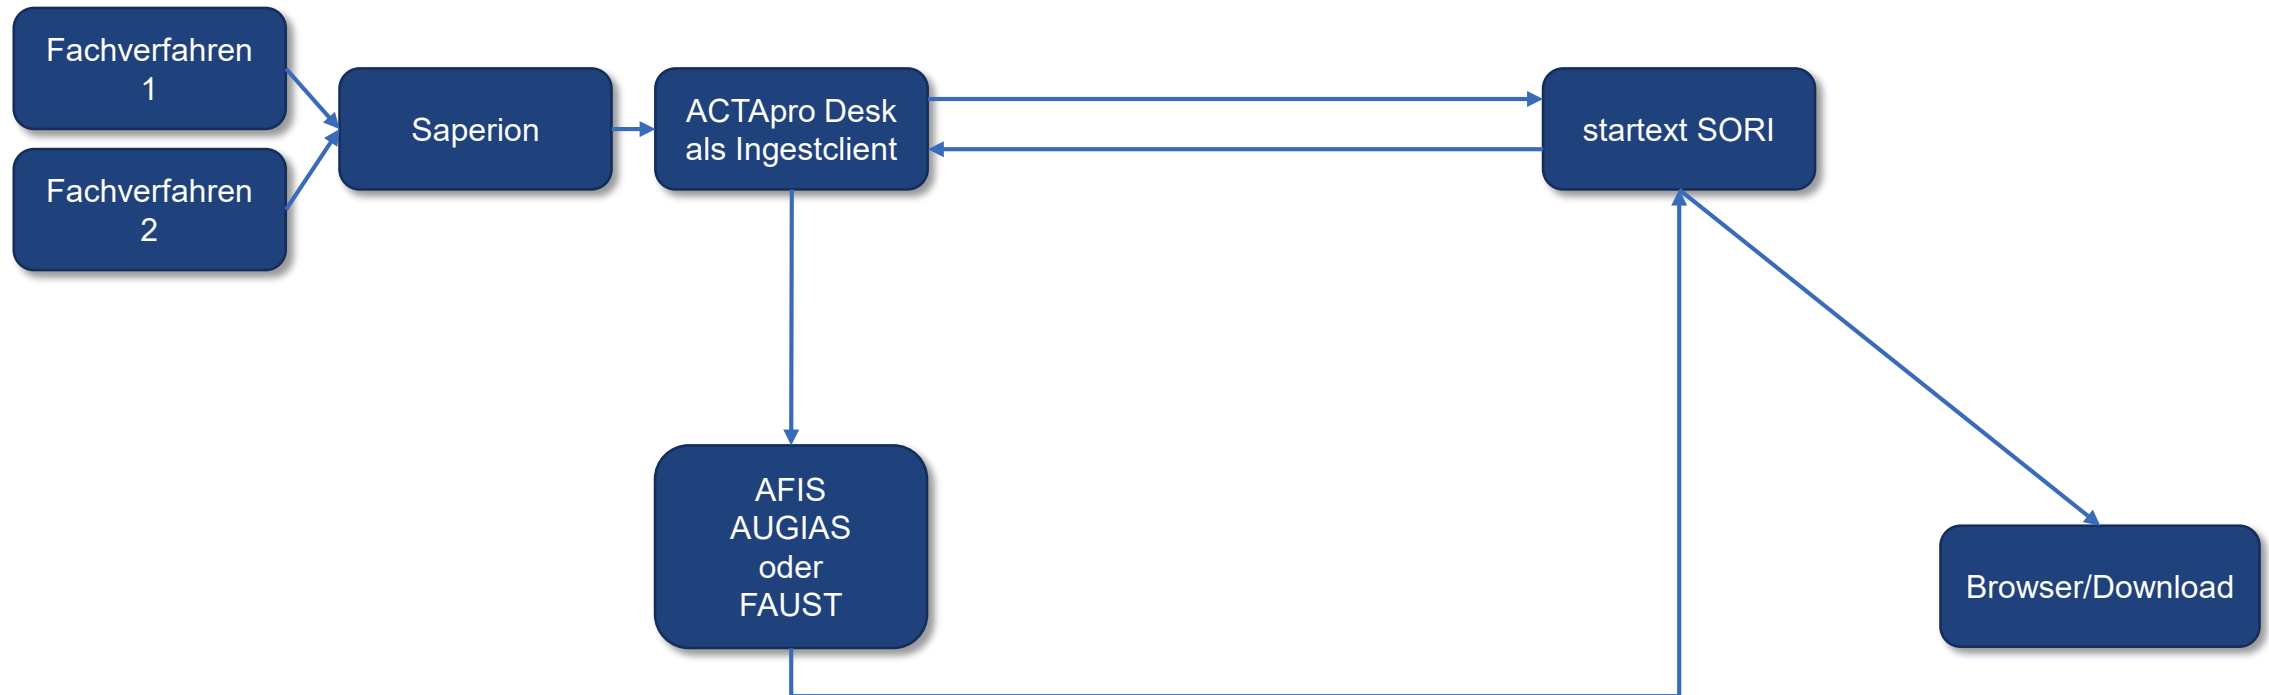 Fachverfahren
1
Fachverfahren
2
Saperion
ACTApro Desk
als Ingestclient
startext SORI
AFIS
AUGIAS
oder
FAUST
Browser/Download